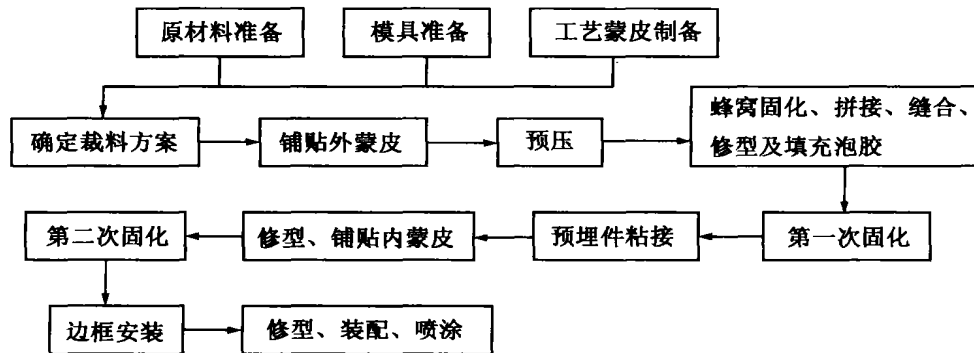 原材料准备
模具准备
工艺蒙皮制备
确定裁料方案
铺贴外蒙皮
预压
蜂窝固化、拼接、缝合、
修型及填充泡胶
第一次固化
预埋件粘接
修型、铺贴内蒙皮
第二次固化
边框安装
修型、装配、喷涂